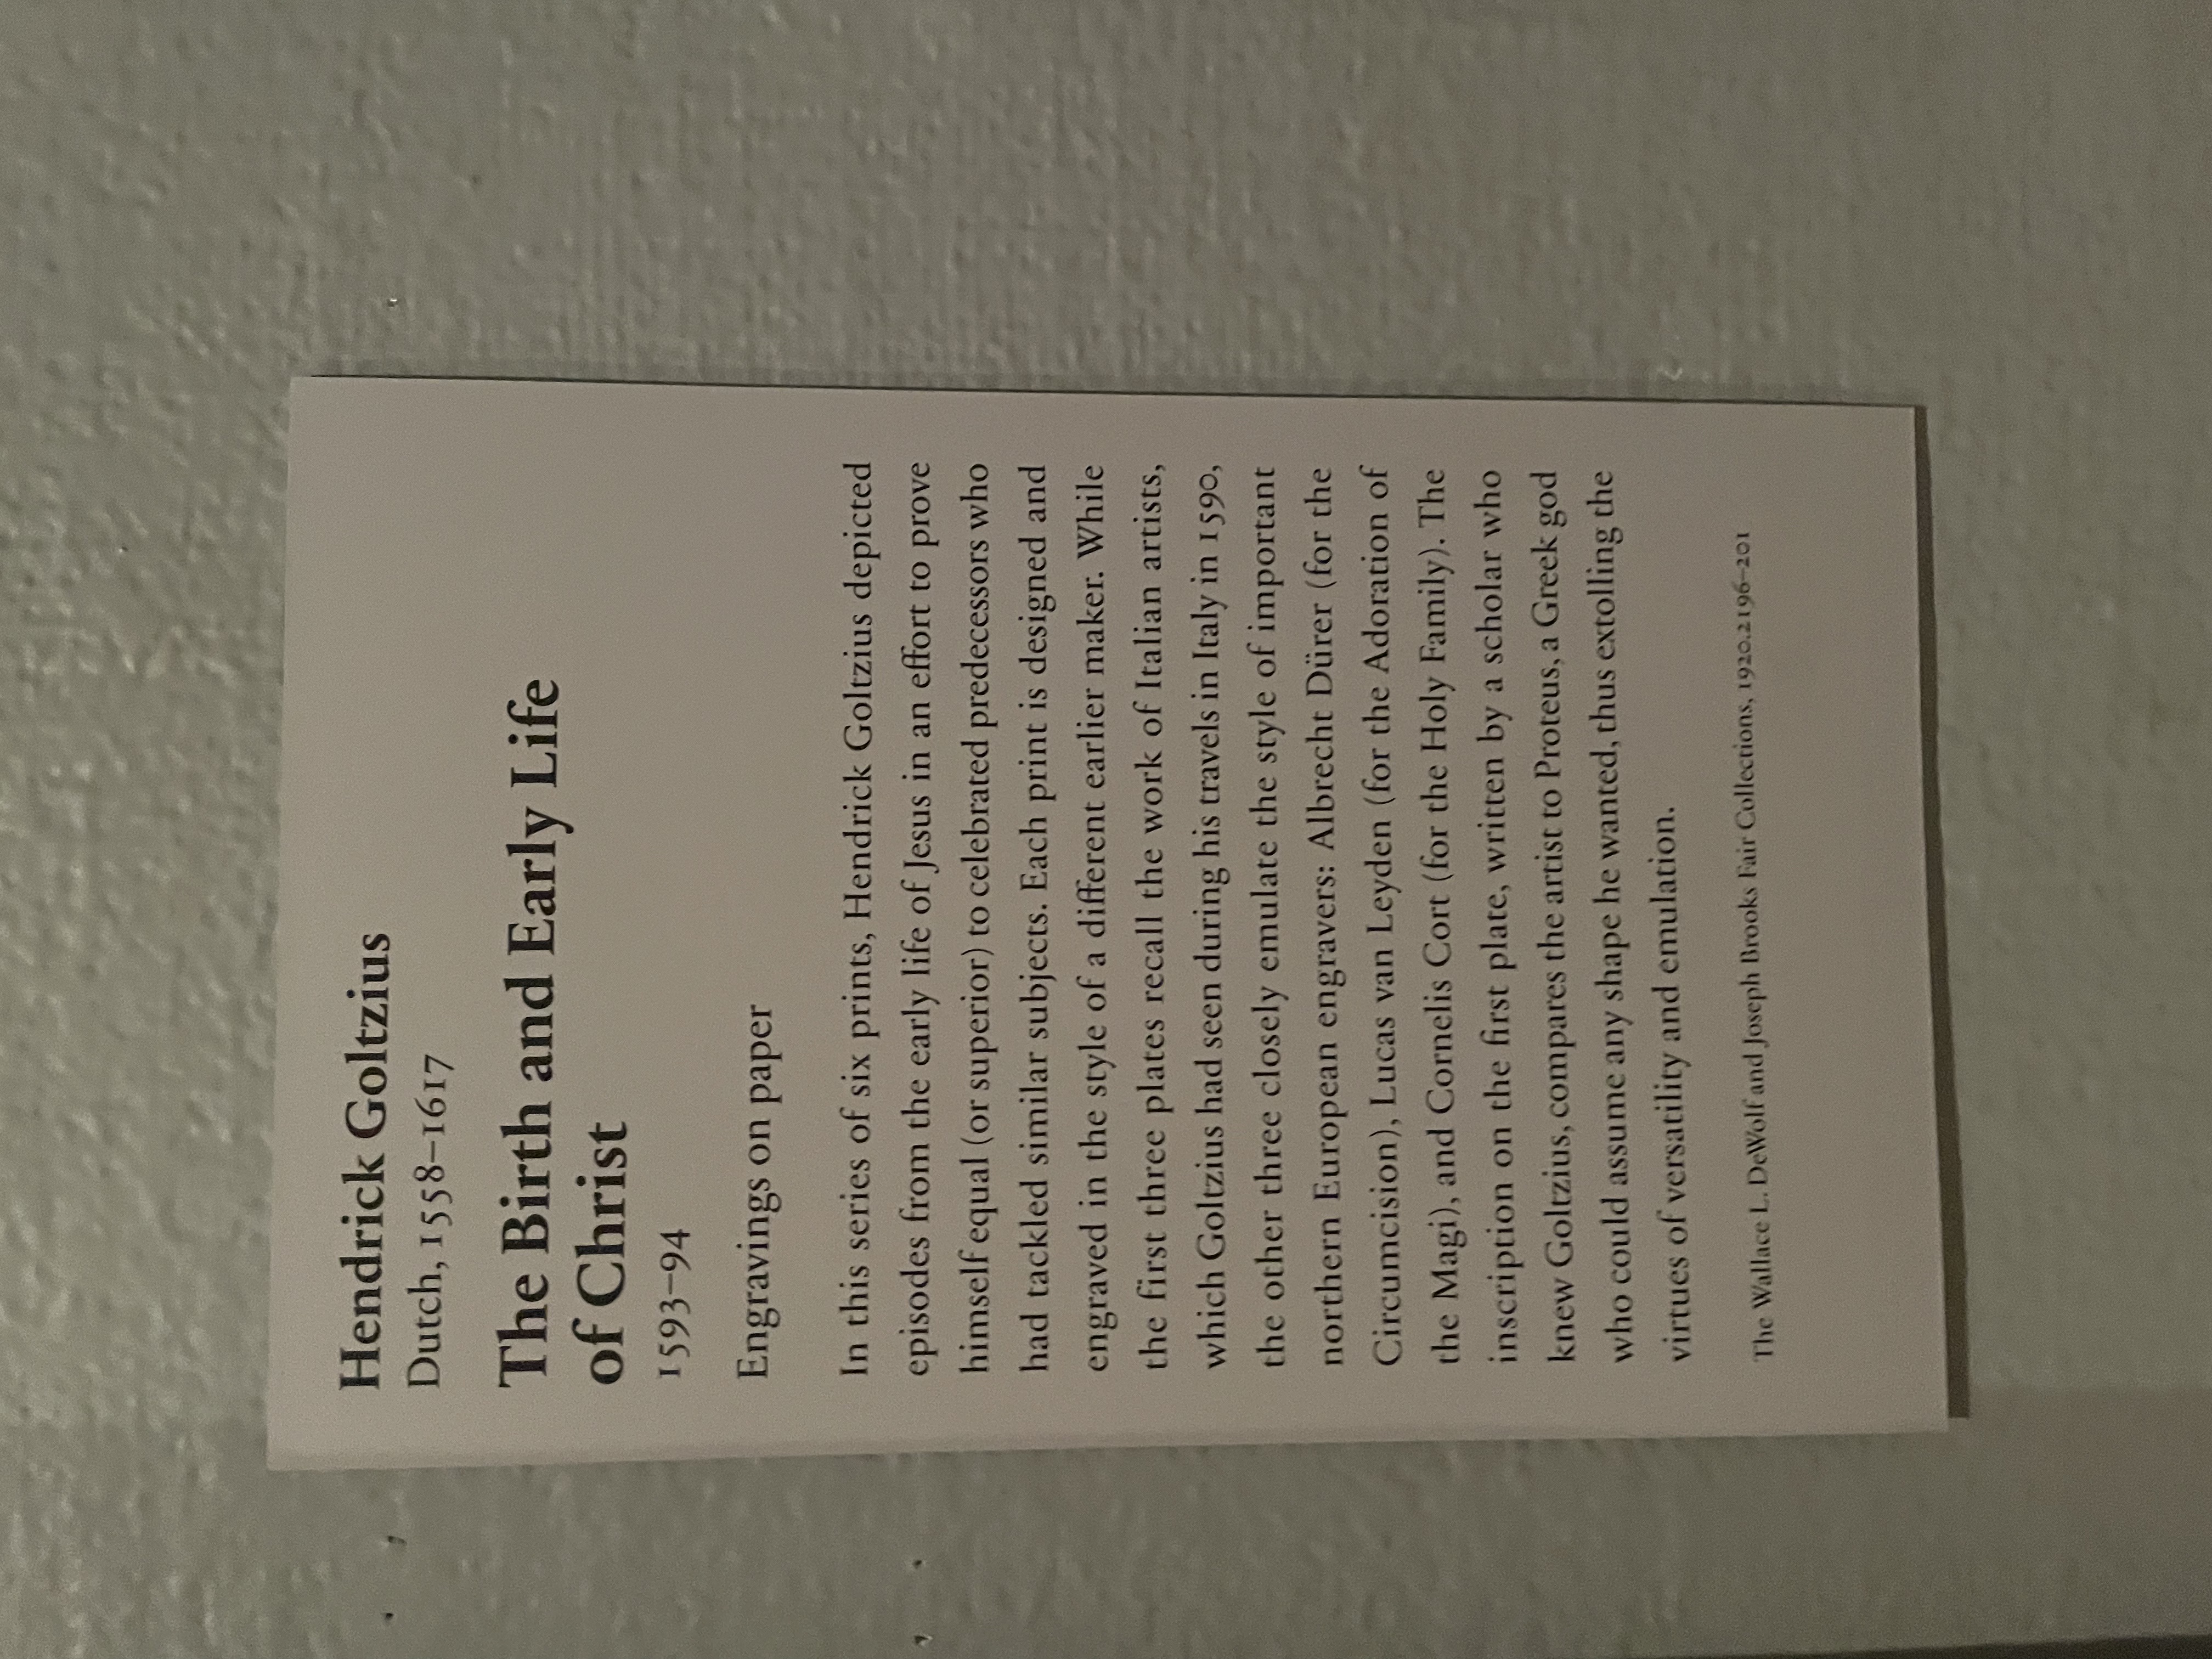 Hendrick Goltzius
Dutch, 1558–1617
The Birth and Early Life
of Christ
1593–94
Engravings on paper
In this series of six prints, Hendrick Goltzius depicted
episodes from the early life of Jesus in an effort to prove
himself equal (or superior) to celebrated predecessors who
had tackled similar subjects. Each print is designed and
engraved in the style of a different earlier maker. While
the first three plates recall the work of Italian artists,
which Goltzius had seen during his travels in Italy in 1590,
the other three closely emulate the style of important
northern European engravers: Albrecht Dürer (for the
Circumcision), Lucas van Leyden (for the Adoration of
the Magi), and Cornelis Cort (for the Holy Family). The
inscription on the first plate, written by a scholar who
knew Goltzius, compares the artist to Proteus, a Greek god
who could assume any shape he wanted, thus extolling the
virtues of versatility and emulation.
The Wallace L. DeWolf and Joseph Brooks Fair Collections, 1920.2196–201